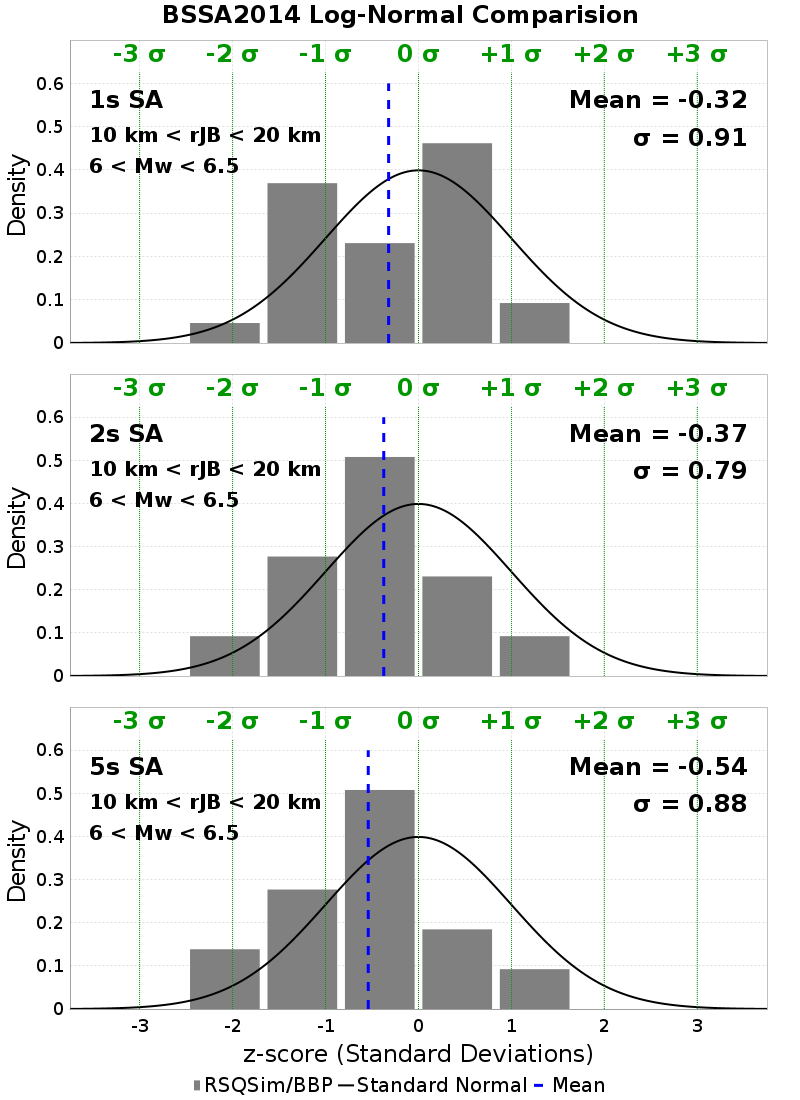 BSSA2014 Log-Normal Comparision
-3 σ -2 σ -1 σ 0 σ +1 σ +2 σ +3 σ
1s SA
Mean = -0.32
10 km < rJB < 20 km
σ = 0.91
6 < Mw < 6.5
Density
0.6
0.5
0.4
0.3
0.2
0.1
0
-3 σ -2 σ -1 σ 0 σ +1 σ +2 σ +3 σ
2s SA
Mean = -0.37
10 km < rJB < 20 km
σ = 0.79
6 < Mw < 6.5
Density
0.6
0.5
0.4
0.3
0.2
0.1
0
-3 σ -2 σ -1 σ 0 σ +1 σ +2 σ +3 σ
5s SA
Mean = -0.54
10 km < rJB < 20 km
σ = 0.88
6 < Mw < 6.5
Density
0.6
0.5
0.4
0.3
0.2
0.1
0
-3 -2 -1 0 1 2 3
z-score (Standard Deviations)
RSQSim/BBP Standard Normal Mean